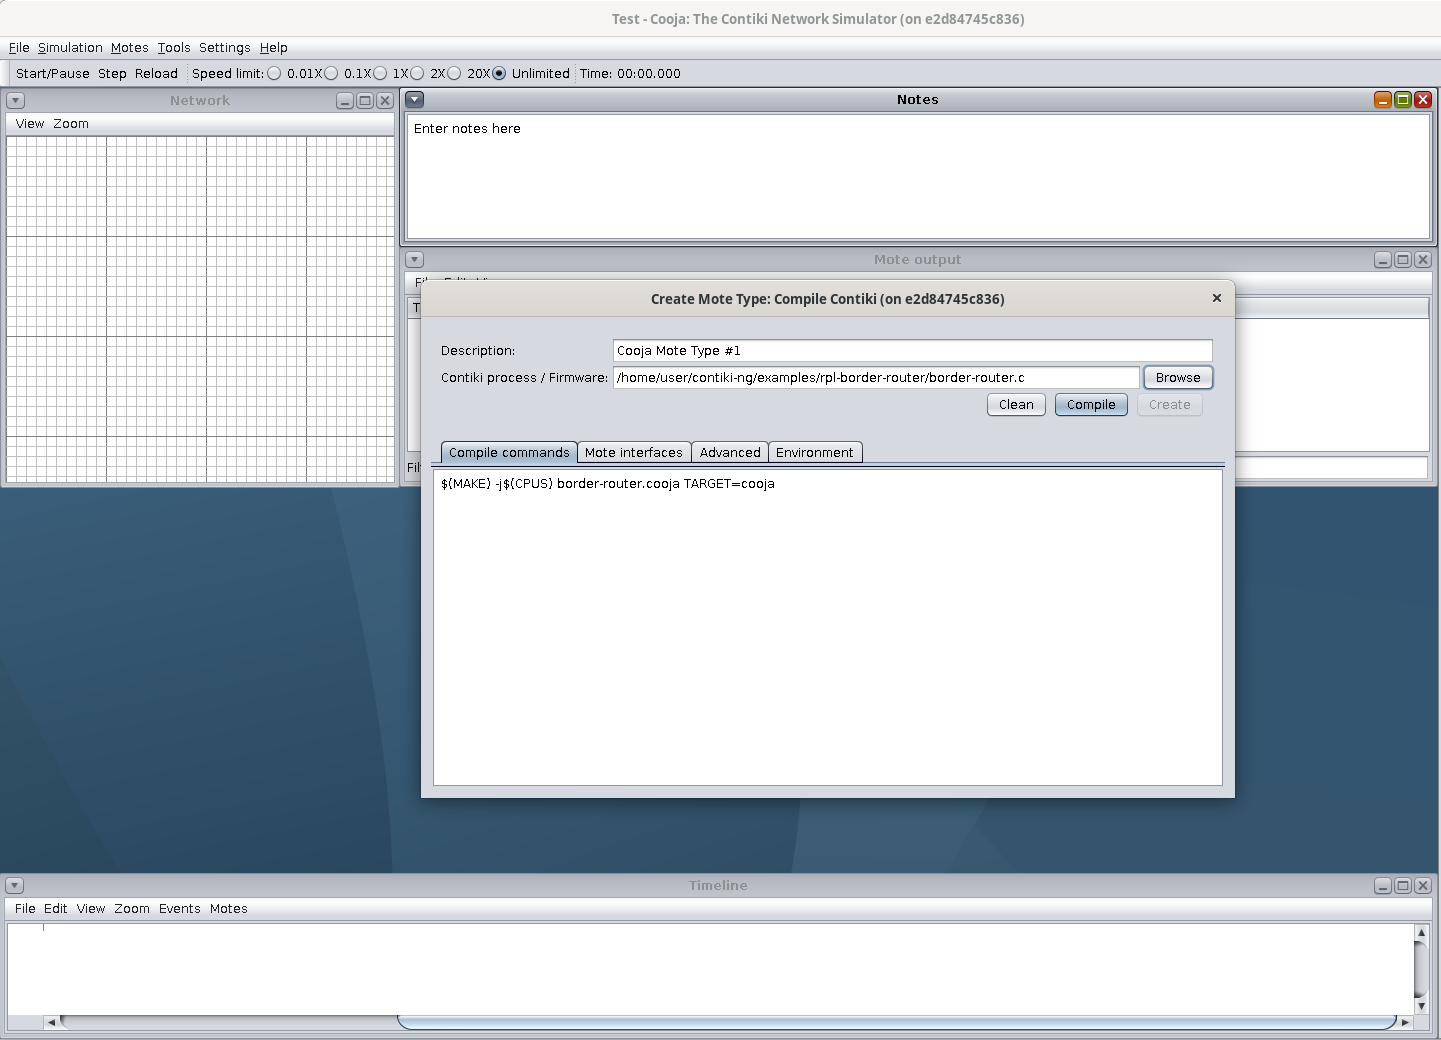 Test - Cooja: The Contiki Network Simulator (on e2d84745c836)
File Simulation Motes Tools Settings Help
Start/Pause Step Reload Speed limit: 0.01X 0.1X 1X 2X 20X Unlimited Time: 00:00.000
Network
View Zoom
Notes
Enter notes here
Mote output
Create Mote Type: Compile Contiki (on e2d84745c836)
Description: Cooja Mote Type #1
Contiki process / Firmware: /home/user/contiki-ng/examples/rpl-border-router/border-router.c Browse
Clean Compile Create
Compile commands Mote interfaces Advanced Environment
$(MAKE) -j$(CPUS) border-router.cooja TARGET=cooja
Timeline
File Edit View Zoom Events Motes